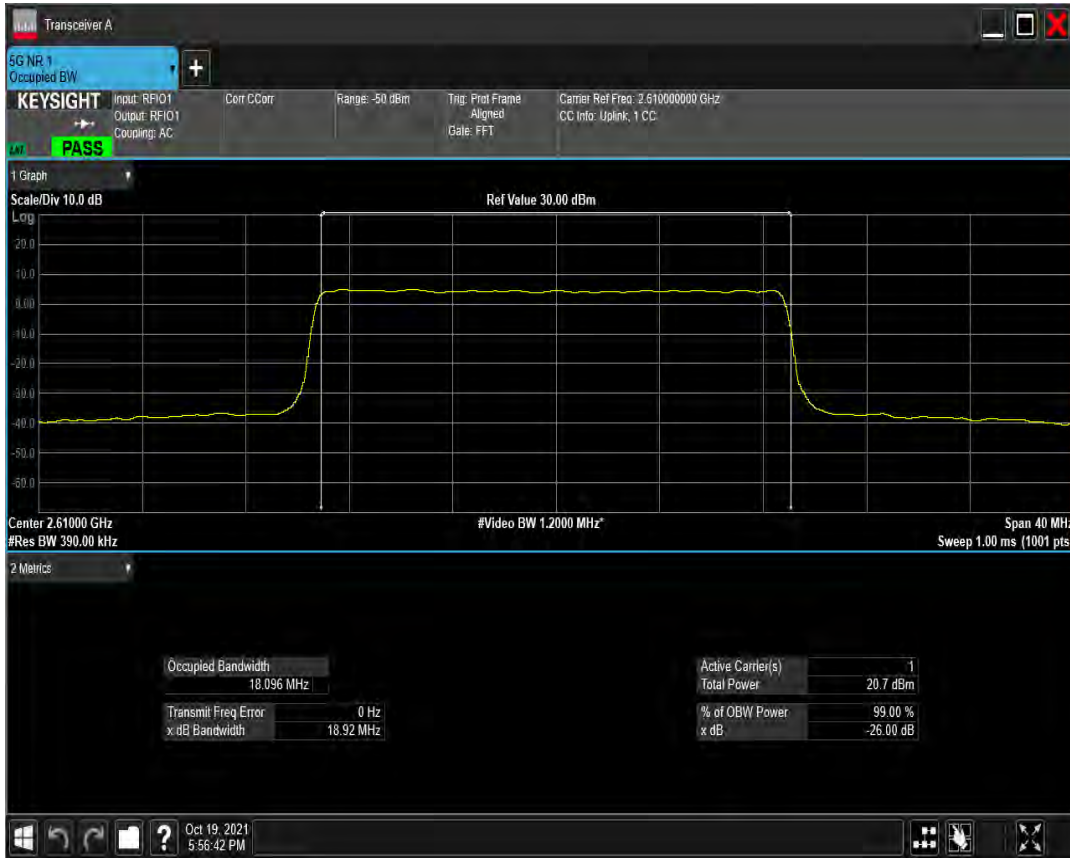 Transceiver A
5G NR 1
Occupied BW
+
KEYSIGHT
Input: RFIO1
Output: RFIO1
Coupling: AC
Corr CCorr
Range: -50 dBm
Trig: Prot Frame
Aligned
Gate: FFT
Carrier Ref Freq: 2.610000000 GHz
CC Info: Uplink, 1 CC
PASS
1 Graph
Scale/Div 10.0 dB
Ref Value 30.00 dBm
Log
20.0
10.0
0.00
-10.0
-20.0
-30.0
-40.0
-50.0
-60.0
Center 2.61000 GHz
#Video BW 1.2000 MHz*
Span 40 MHz
#Res BW 390.00 kHz
Sweep 1.00 ms (1001 pts
2 Metrics
Occupied Bandwidth
18.096 MHz
Transmit Freq Error 0 Hz
x dB Bandwidth 18.92 MHz
Active Carrier(s) 1
Total Power 20.7 dBm
% of OBW Power 99.00 %
x dB -26.00 dB
?
Oct 19, 2021
5:56:42 PM